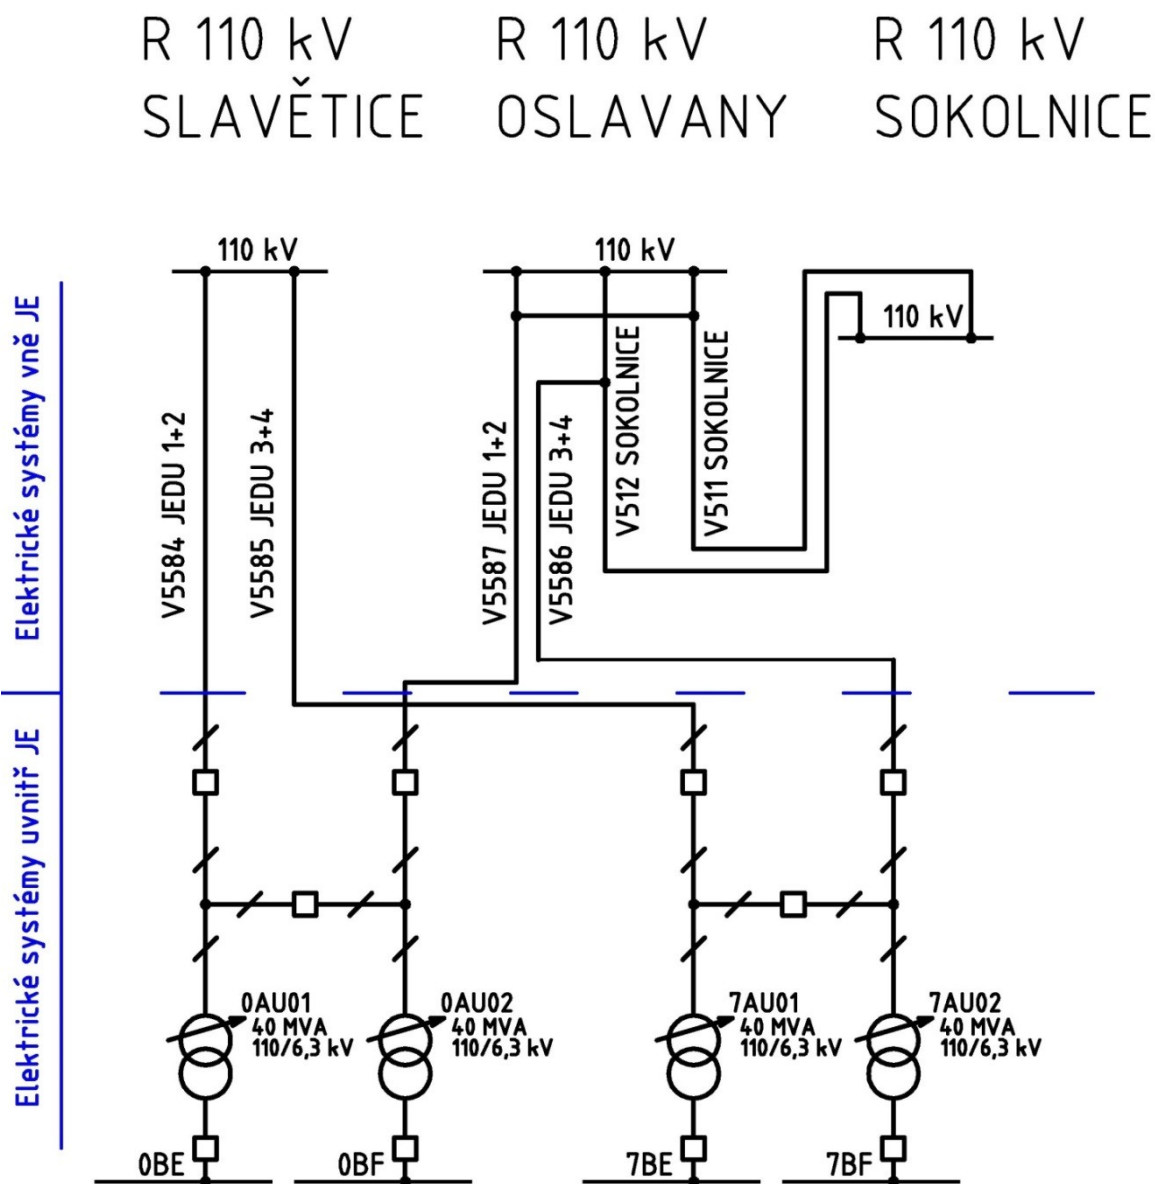 R 110 kV
SLAVĚTICE
R 110 kV
OSLAVANY
R 110 kV
SOKOLNICE
110 kV
110 kV
110 kV
Elektrické systémy vně JE
V5584 JEDU 1+2
V5585 JEDU 3+4
V5587 JEDU 1+2
V5586 JEDU 3+4
V512 SOKOLNICE
V511 SOKOLNICE
Elektrické systémy uvnitř JE
0AU01
40 MVA
110/6,3 kV
0AU02
40 MVA
110/6,3 kV
7AU01
40 MVA
110/6,3 kV
7AU02
40 MVA
110/6,3 kV
0BE
0BF
7BE
7BF